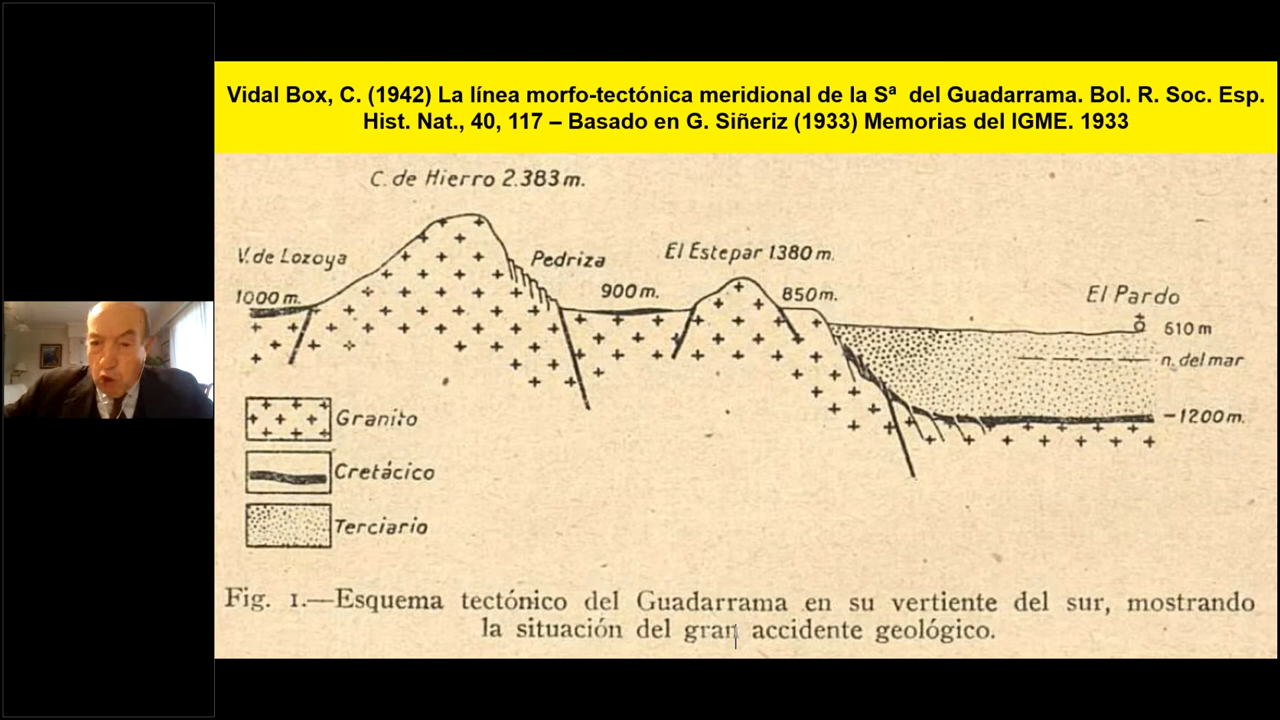 Vidal Box, C. (1942) La línea morfo-tectónica meridional de la Sª del Guadarrama. Bol. R. Soc. Esp.
Hist. Nat., 40, 117 – Basado en G. Siñeriz (1933) Memorias del IGME. 1933
C. de Hierro 2.383 m.
V. de Lozoya
Pedriza
El Estepar 1380 m.
1000 m.
900 m.
850 m.
El Pardo
610 m
n. del mar
-1200 m.
Granito
Cretácico
Terciario
Fig. 1.—Esquema tectónico del Guadarrama en su vertiente del sur, mostrando
la situación del gran accidente geológico.